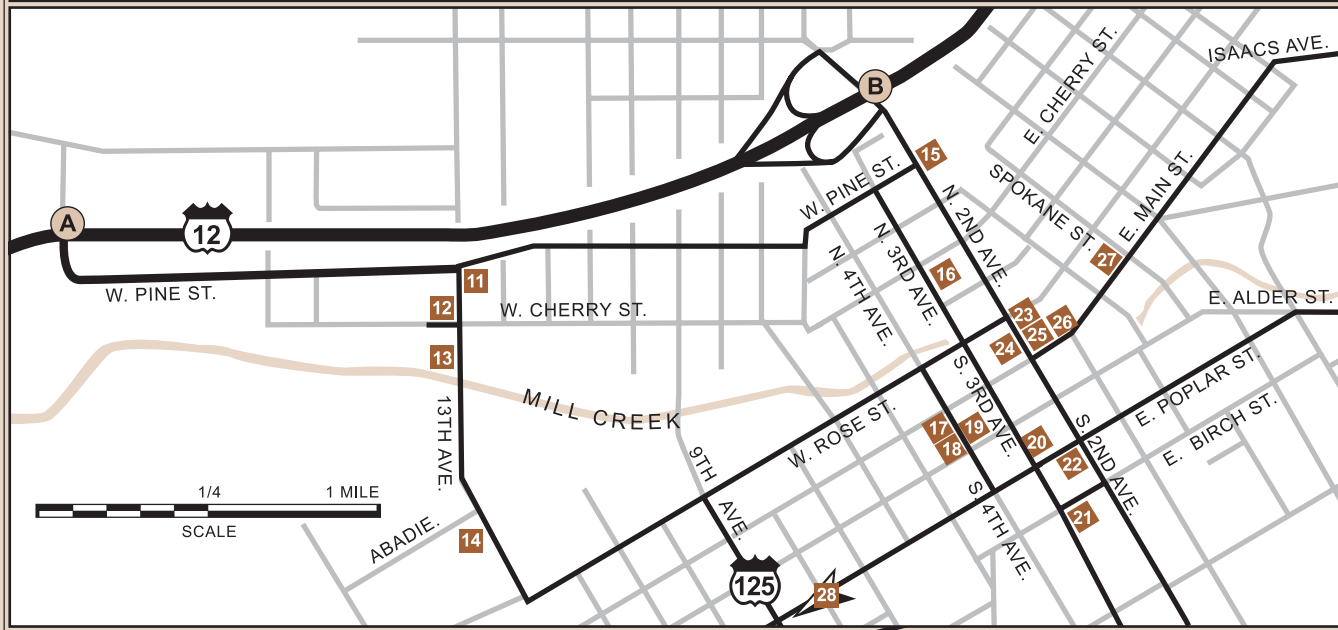 ISAACS AVE.
E. CHERRY ST.
B
15
SPOKANE ST.
E. MAIN ST.
W. PINE ST.
N. 2ND AVE.
A
12
N. 3RD AVE.
N. 4TH AVE.
16
27
11
W. PINE ST.
12
W. CHERRY ST.
E. ALDER ST.
23
26
25
24
13
MILL CREEK
S. 3RD AVE.
E. POPLAR ST.
13TH AVE.
W. ROSE ST.
17
19
18
20
S. 2ND AVE.
E. BIRCH ST.
22
9TH
AVE.
S. 4TH AVE.
21
1/4
1 MILE
SCALE
ABADIE.
14
125
28